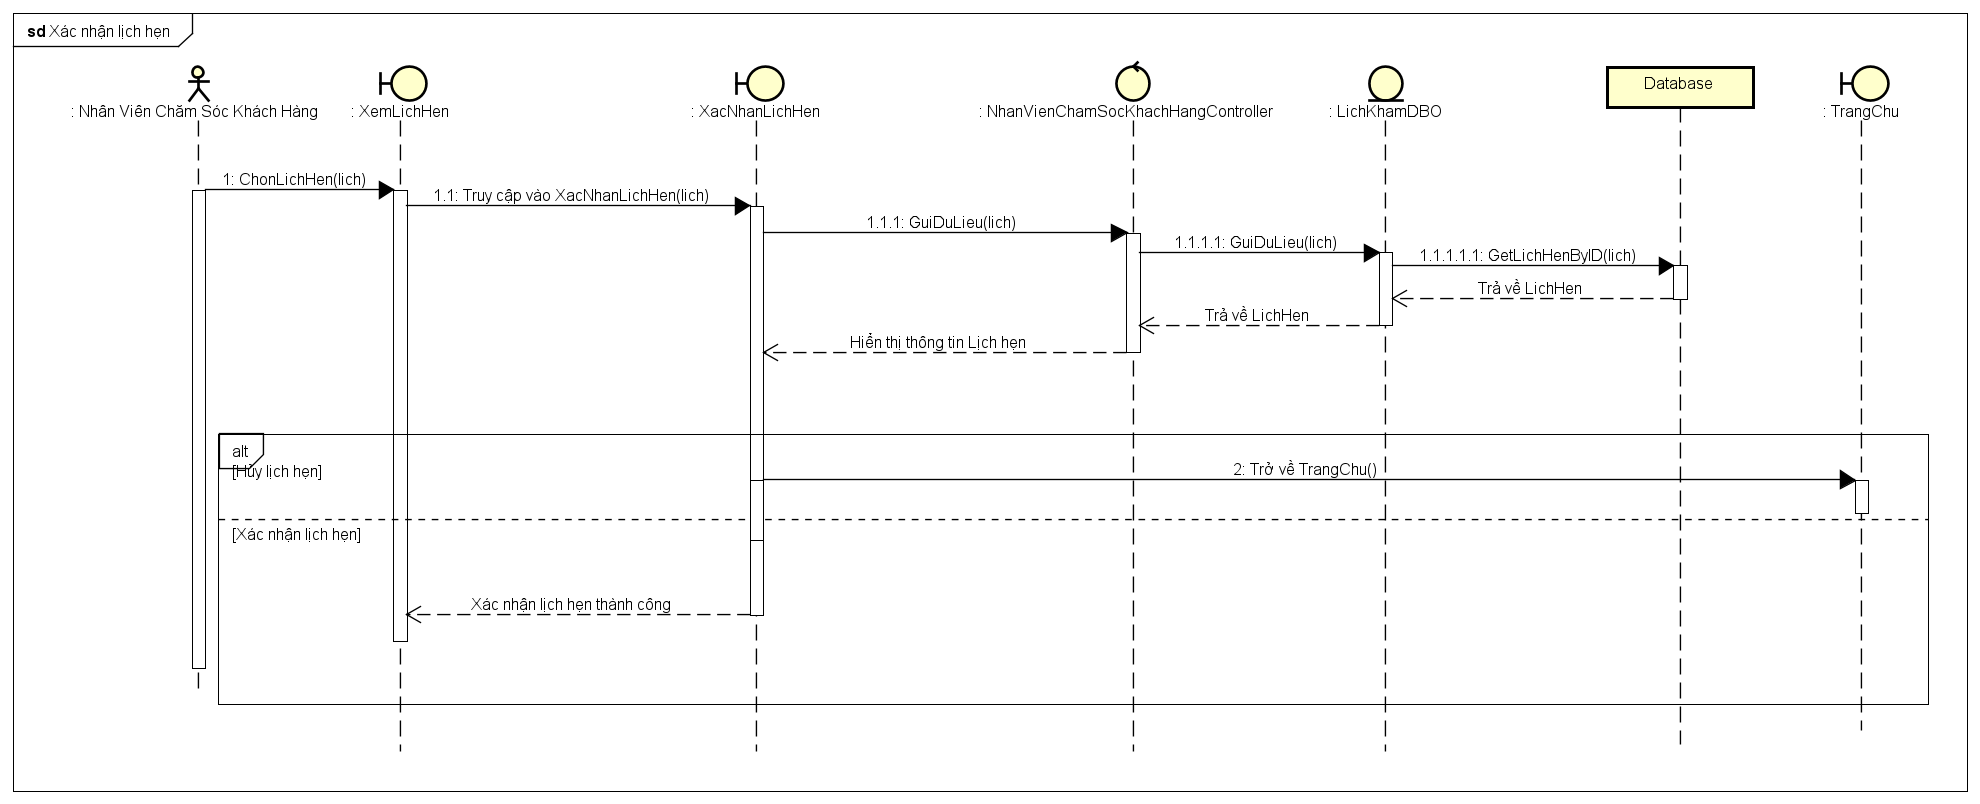 sd Xác nhận lịch hẹn
: Nhân Viên Chăm Sóc Khách Hàng
: XemLichHen
: XacNhanLichHen
: NhanVienChamSocKhachHangController
: LichKhamDBO
Database
: TrangChu
1: ChonLichHen(lich)
1.1: Truy cập vào XacNhanLichHen(lich)
1.1.1: GuiDuLieu(lich)
1.1.1.1: GuiDuLieu(lich)
1.1.1.1.1: GetLichHenByID(lich)
Trả về LichHen
Trả về LichHen
Hiển thị thông tin Lịch hẹn
alt
[Hủy lịch hẹn]
2: Trở về TrangChu()
[Xác nhận lịch hẹn]
Xác nhận lịch hẹn thành công